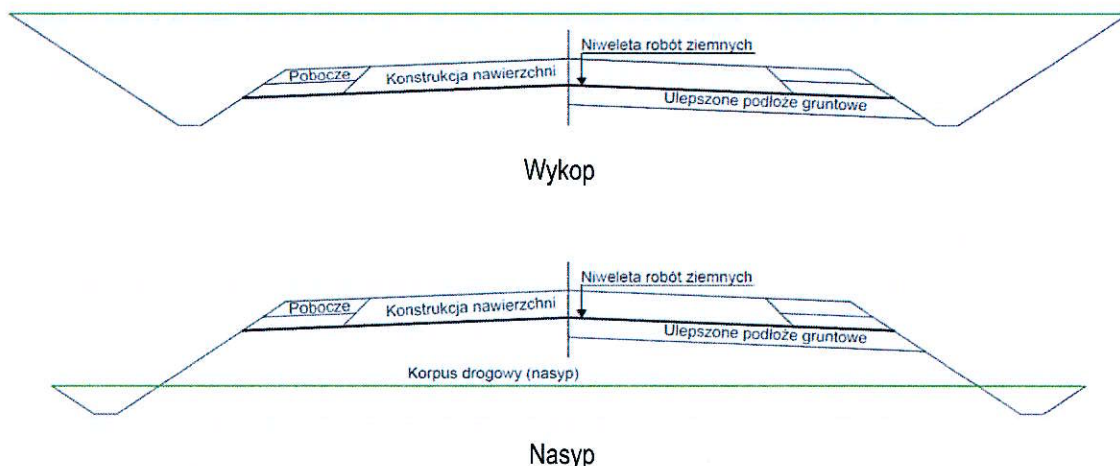 Niweleta robót ziemnych
Pobocze
Konstrukcja nawierzchni
Ulepszone podłoże gruntowe
Wykop
Niweleta robót ziemnych
Pobocze
Konstrukcja nawierzchni
Ulepszone podłoże gruntowe
Korpus drogowy (nasyp)
Nasyp